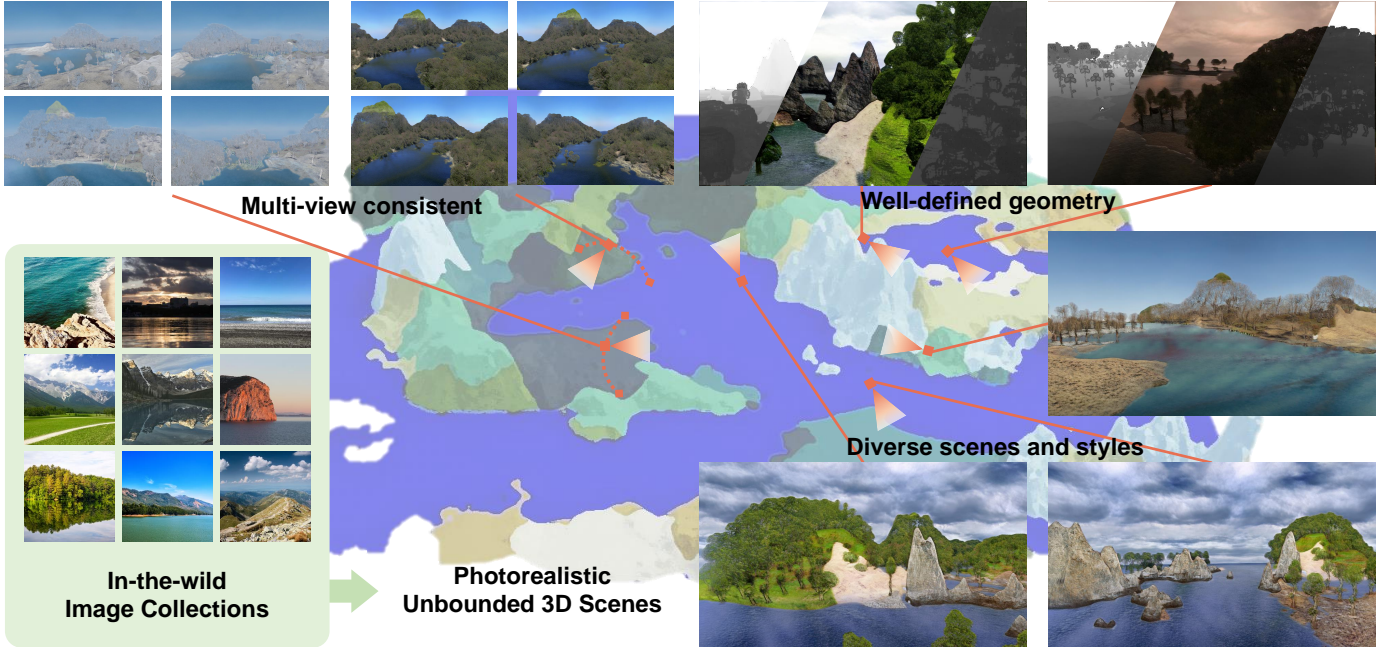 Multi-view consistent
Well-defined geometry
Diverse scenes and styles
In-the-wild
Image Collections
Photorealistic
Unbounded 3D Scenes